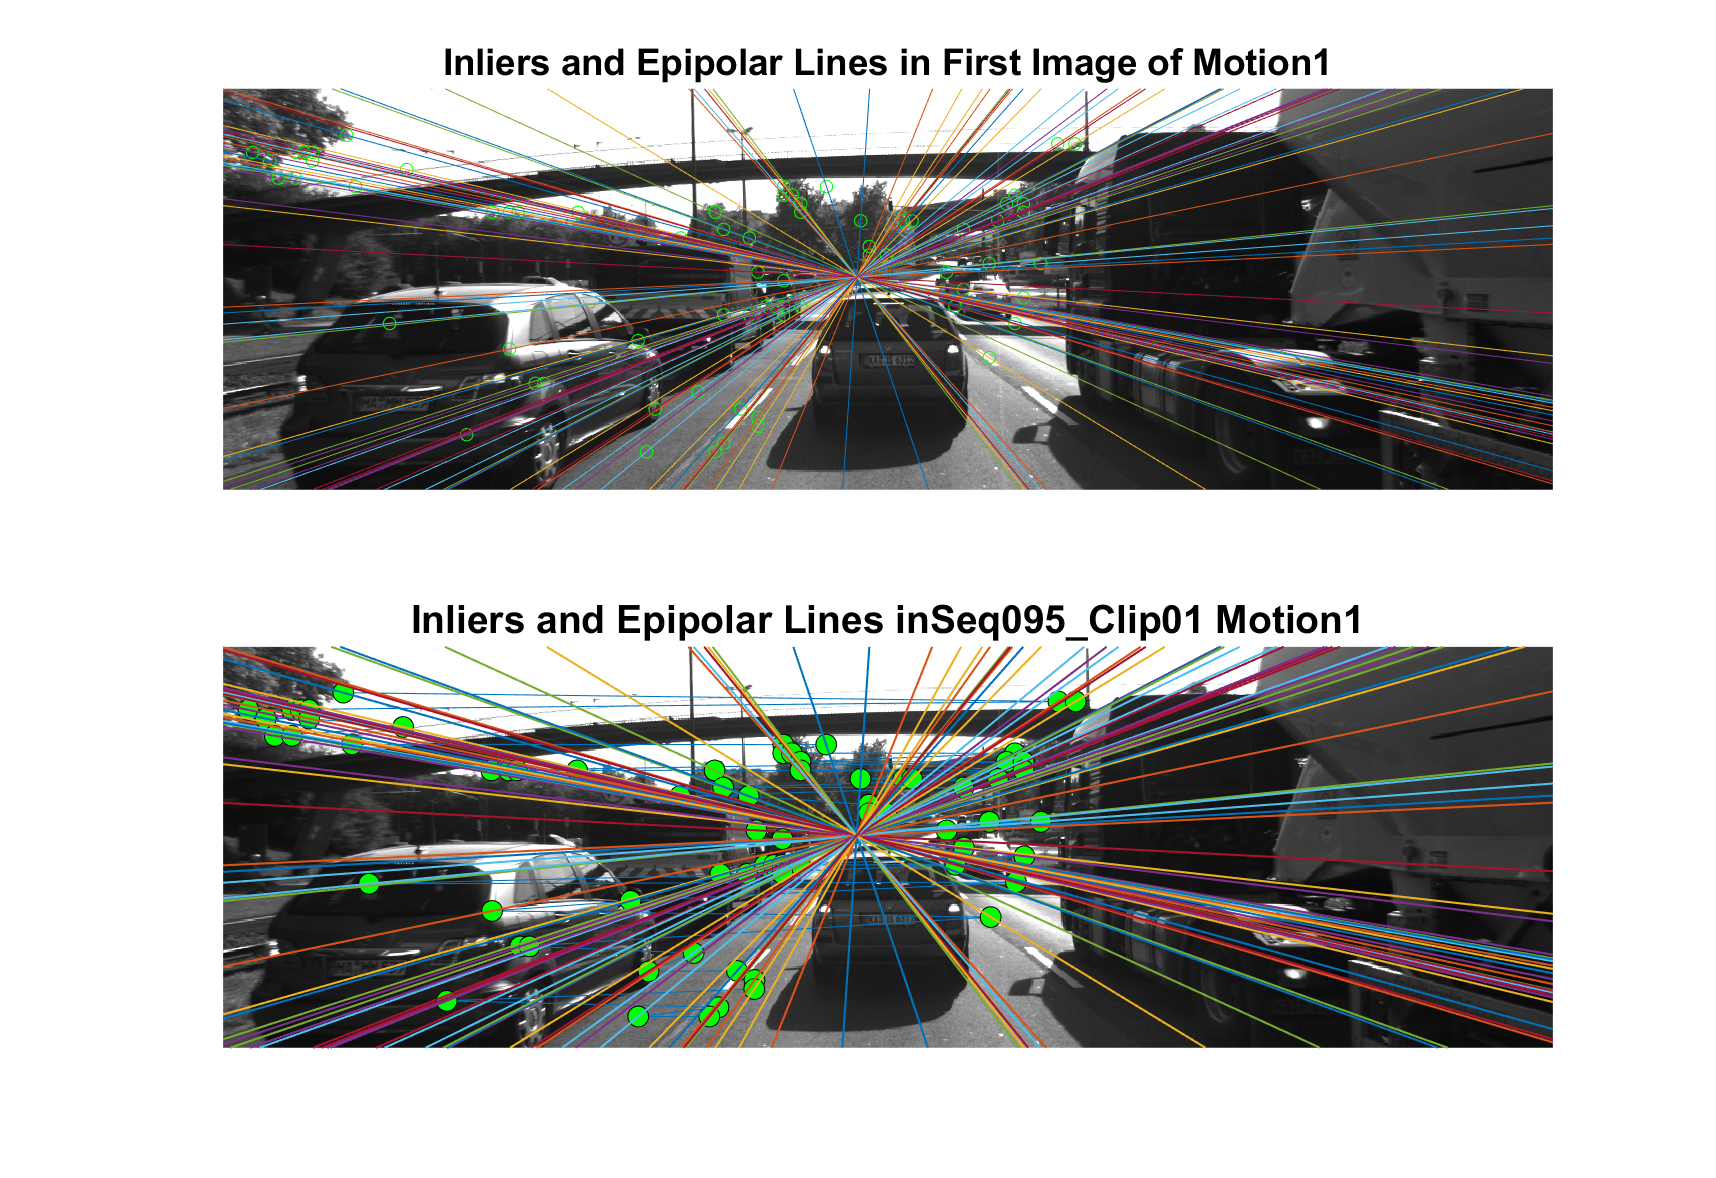 Inliers and Epipolar Lines in First Image of Motion1
Inliers and Epipolar Lines inSeq095_Clip01 Motion1